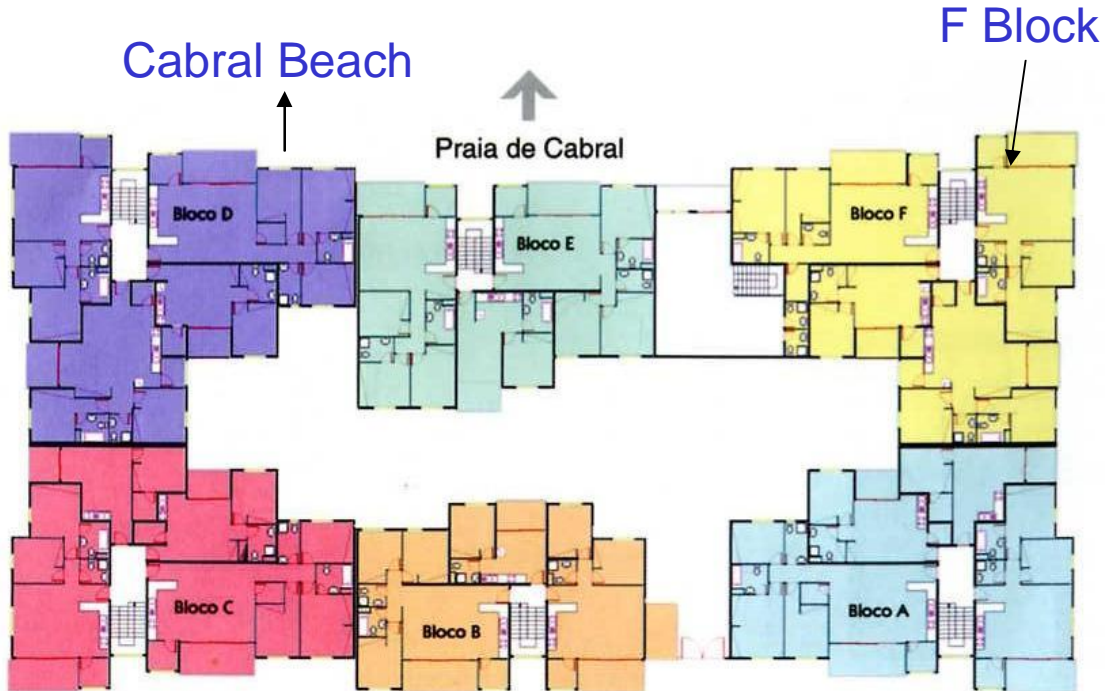 F Block
Cabral Beach
Praia de Cabral
Bloco D
Bloco E
Bloco F
Bloco C
Bloco B
Bloco A